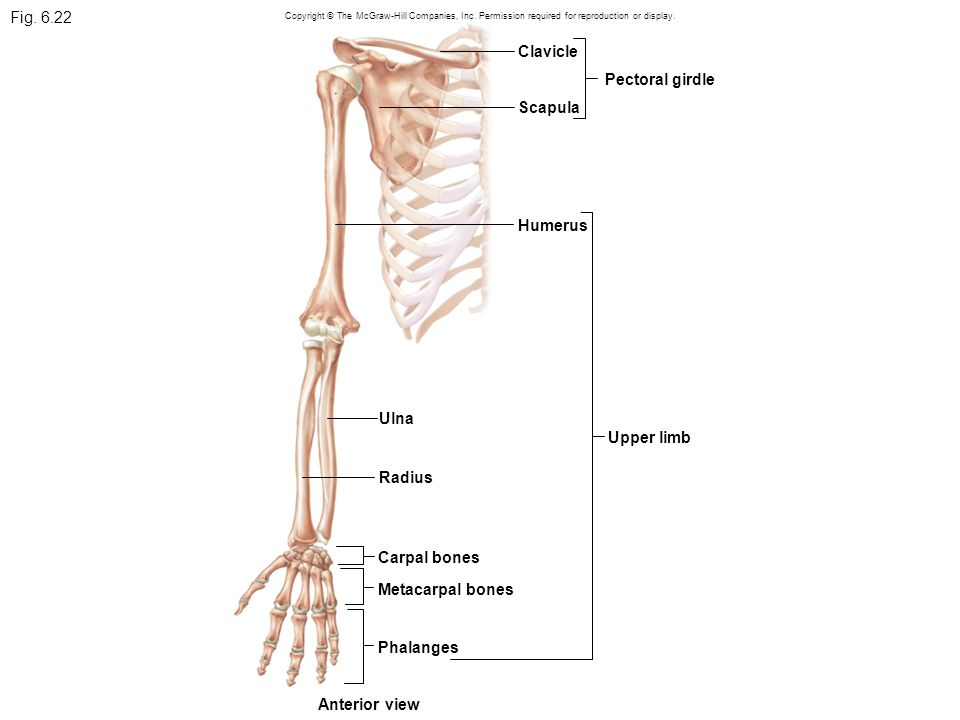 Fig. 6.22
Copyright © The McGraw-Hill Companies, Inc. Permission required for reproduction or display.
Clavicle
Pectoral girdle
Scapula
Humerus
Ulna
Upper limb
Radius
Carpal bones
Metacarpal bones
Phalanges
Anterior view